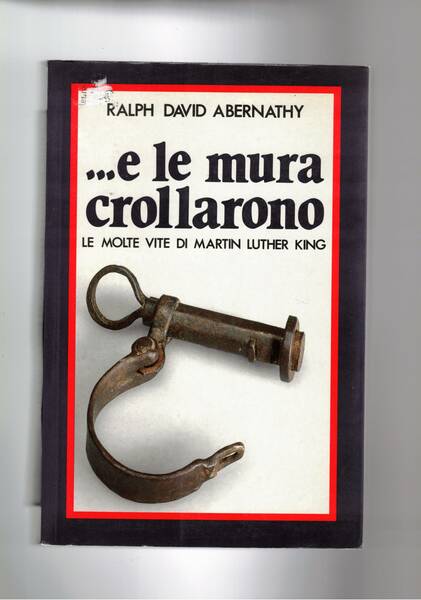 RALPH DAVID ABERNATHY
...e le mura
crollarono
LE MOLTE VITE DI MARTIN LUTHER KING